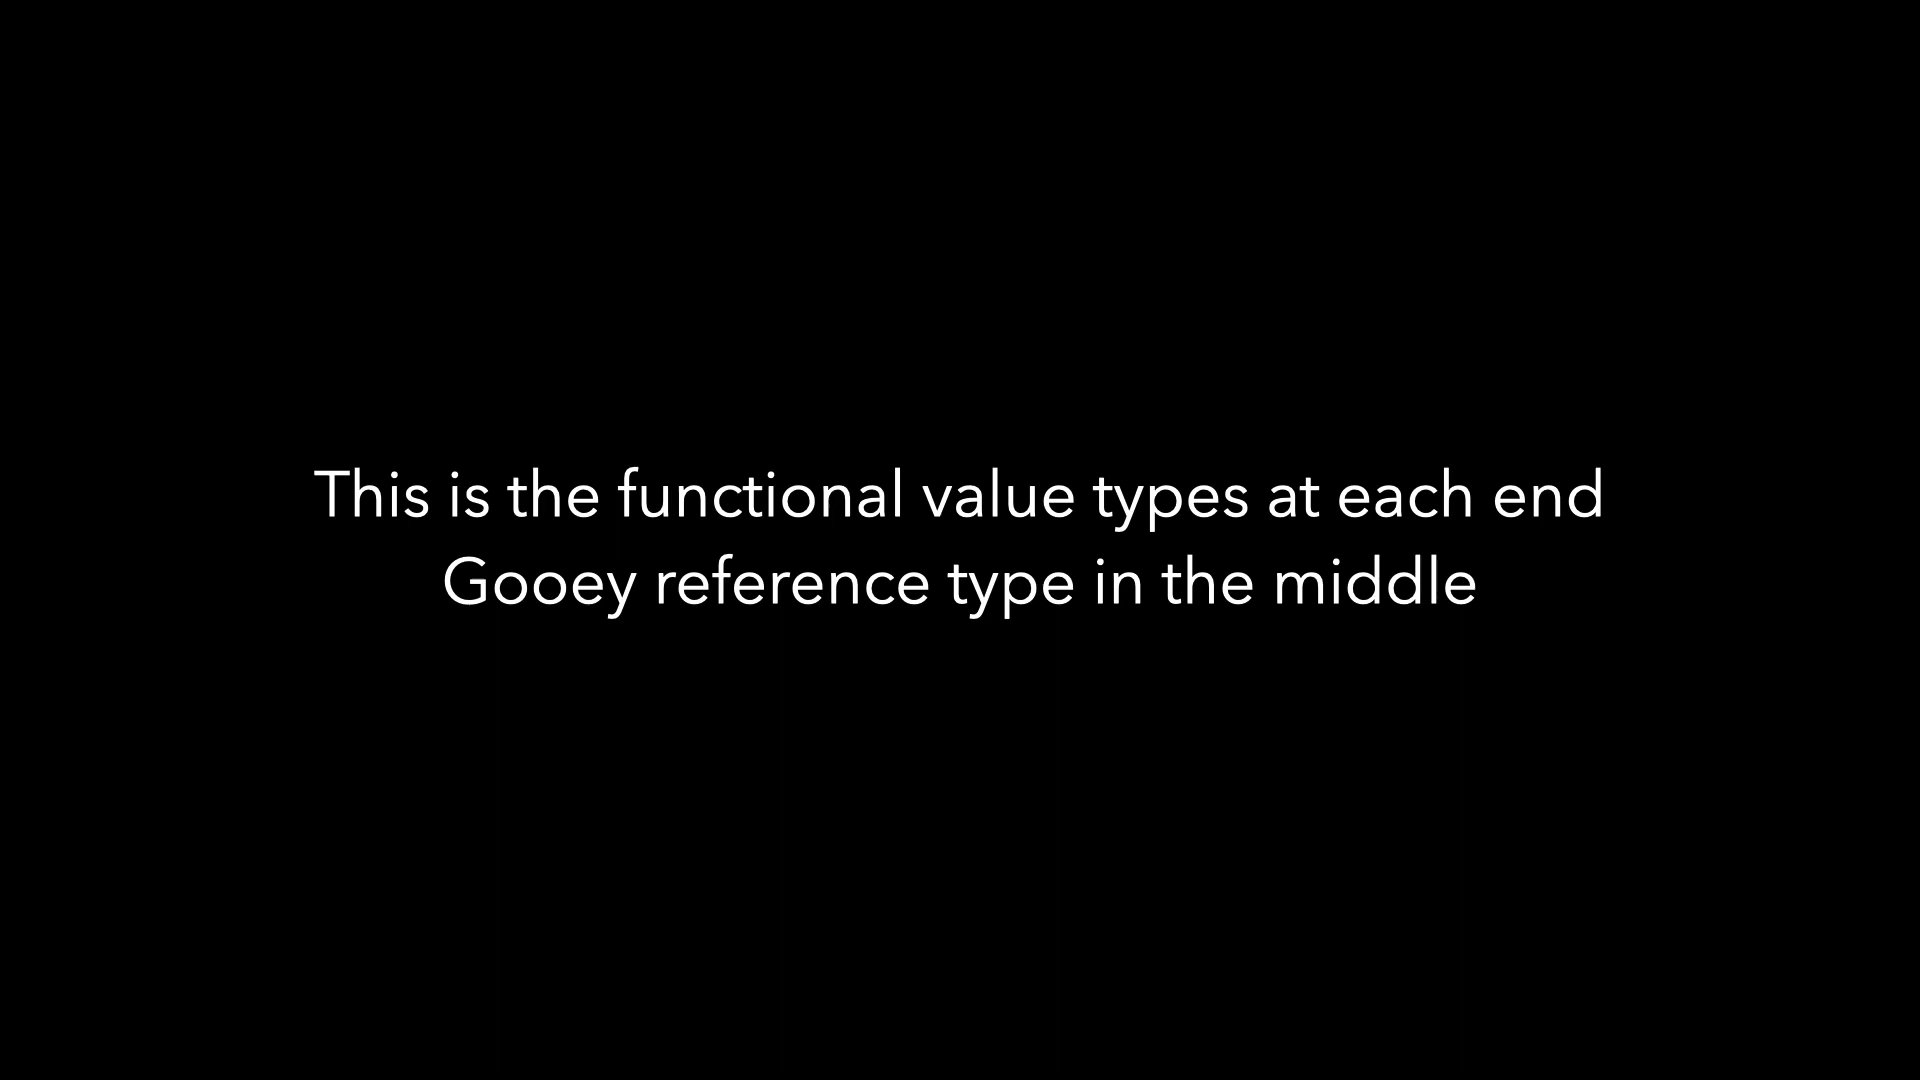 This is the functional value types at each end
Gooey reference type in the middle